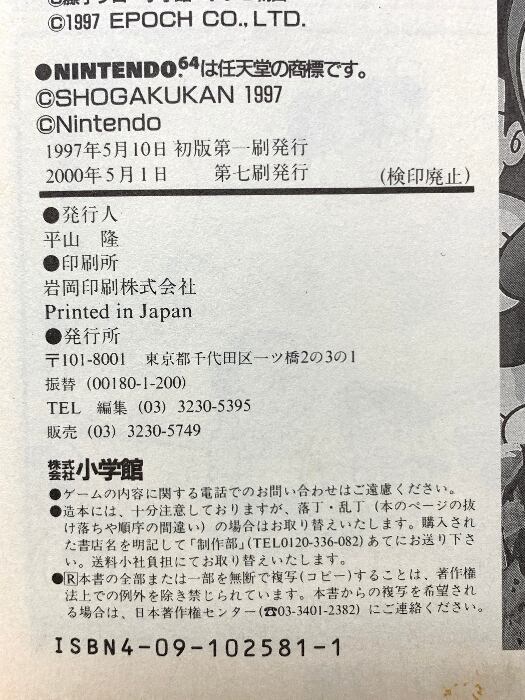 ©1997 EPOCH CO., LTD.
●NINTENDO.64は任天堂の商標です。
©SHOGAKUKAN 1997
©Nintendo
1997年5月10日 初版第一刷発行
2000年5月1日 第七刷発行 (検印廃止)
●発行人
平山 隆
●印刷所
岩岡印刷株式会社
Printed in Japan
●発行所
〒101-8001 東京都千代田区一ツ橋2の3の1
振替 (00180-1-200)
TEL 編集 (03) 3230-5395
販売 (03) 3230-5749
株式会社小学館
●ゲームの内容に関する電話でのお問い合わせはご遠慮ください。
●造本には、十分注意しておりますが、落丁・乱丁(本のページの抜
け落ちや順序の間違い)の場合はお取り替えいたします。購入され
た書店名を明記して「制作部」(TEL0120-336-082)あてにお送り下さ
い。送料小社負担にてお取り替えいたします。
●Ⓡ本書の全部または一部を無断で複写(コピー)することは、著作権
法上での例外を除き禁じられています。本書からの複写を希望され
る場合は、日本著作権センター(☎03-3401-2382)にご連絡ください。
ISBN4-09-102581-1